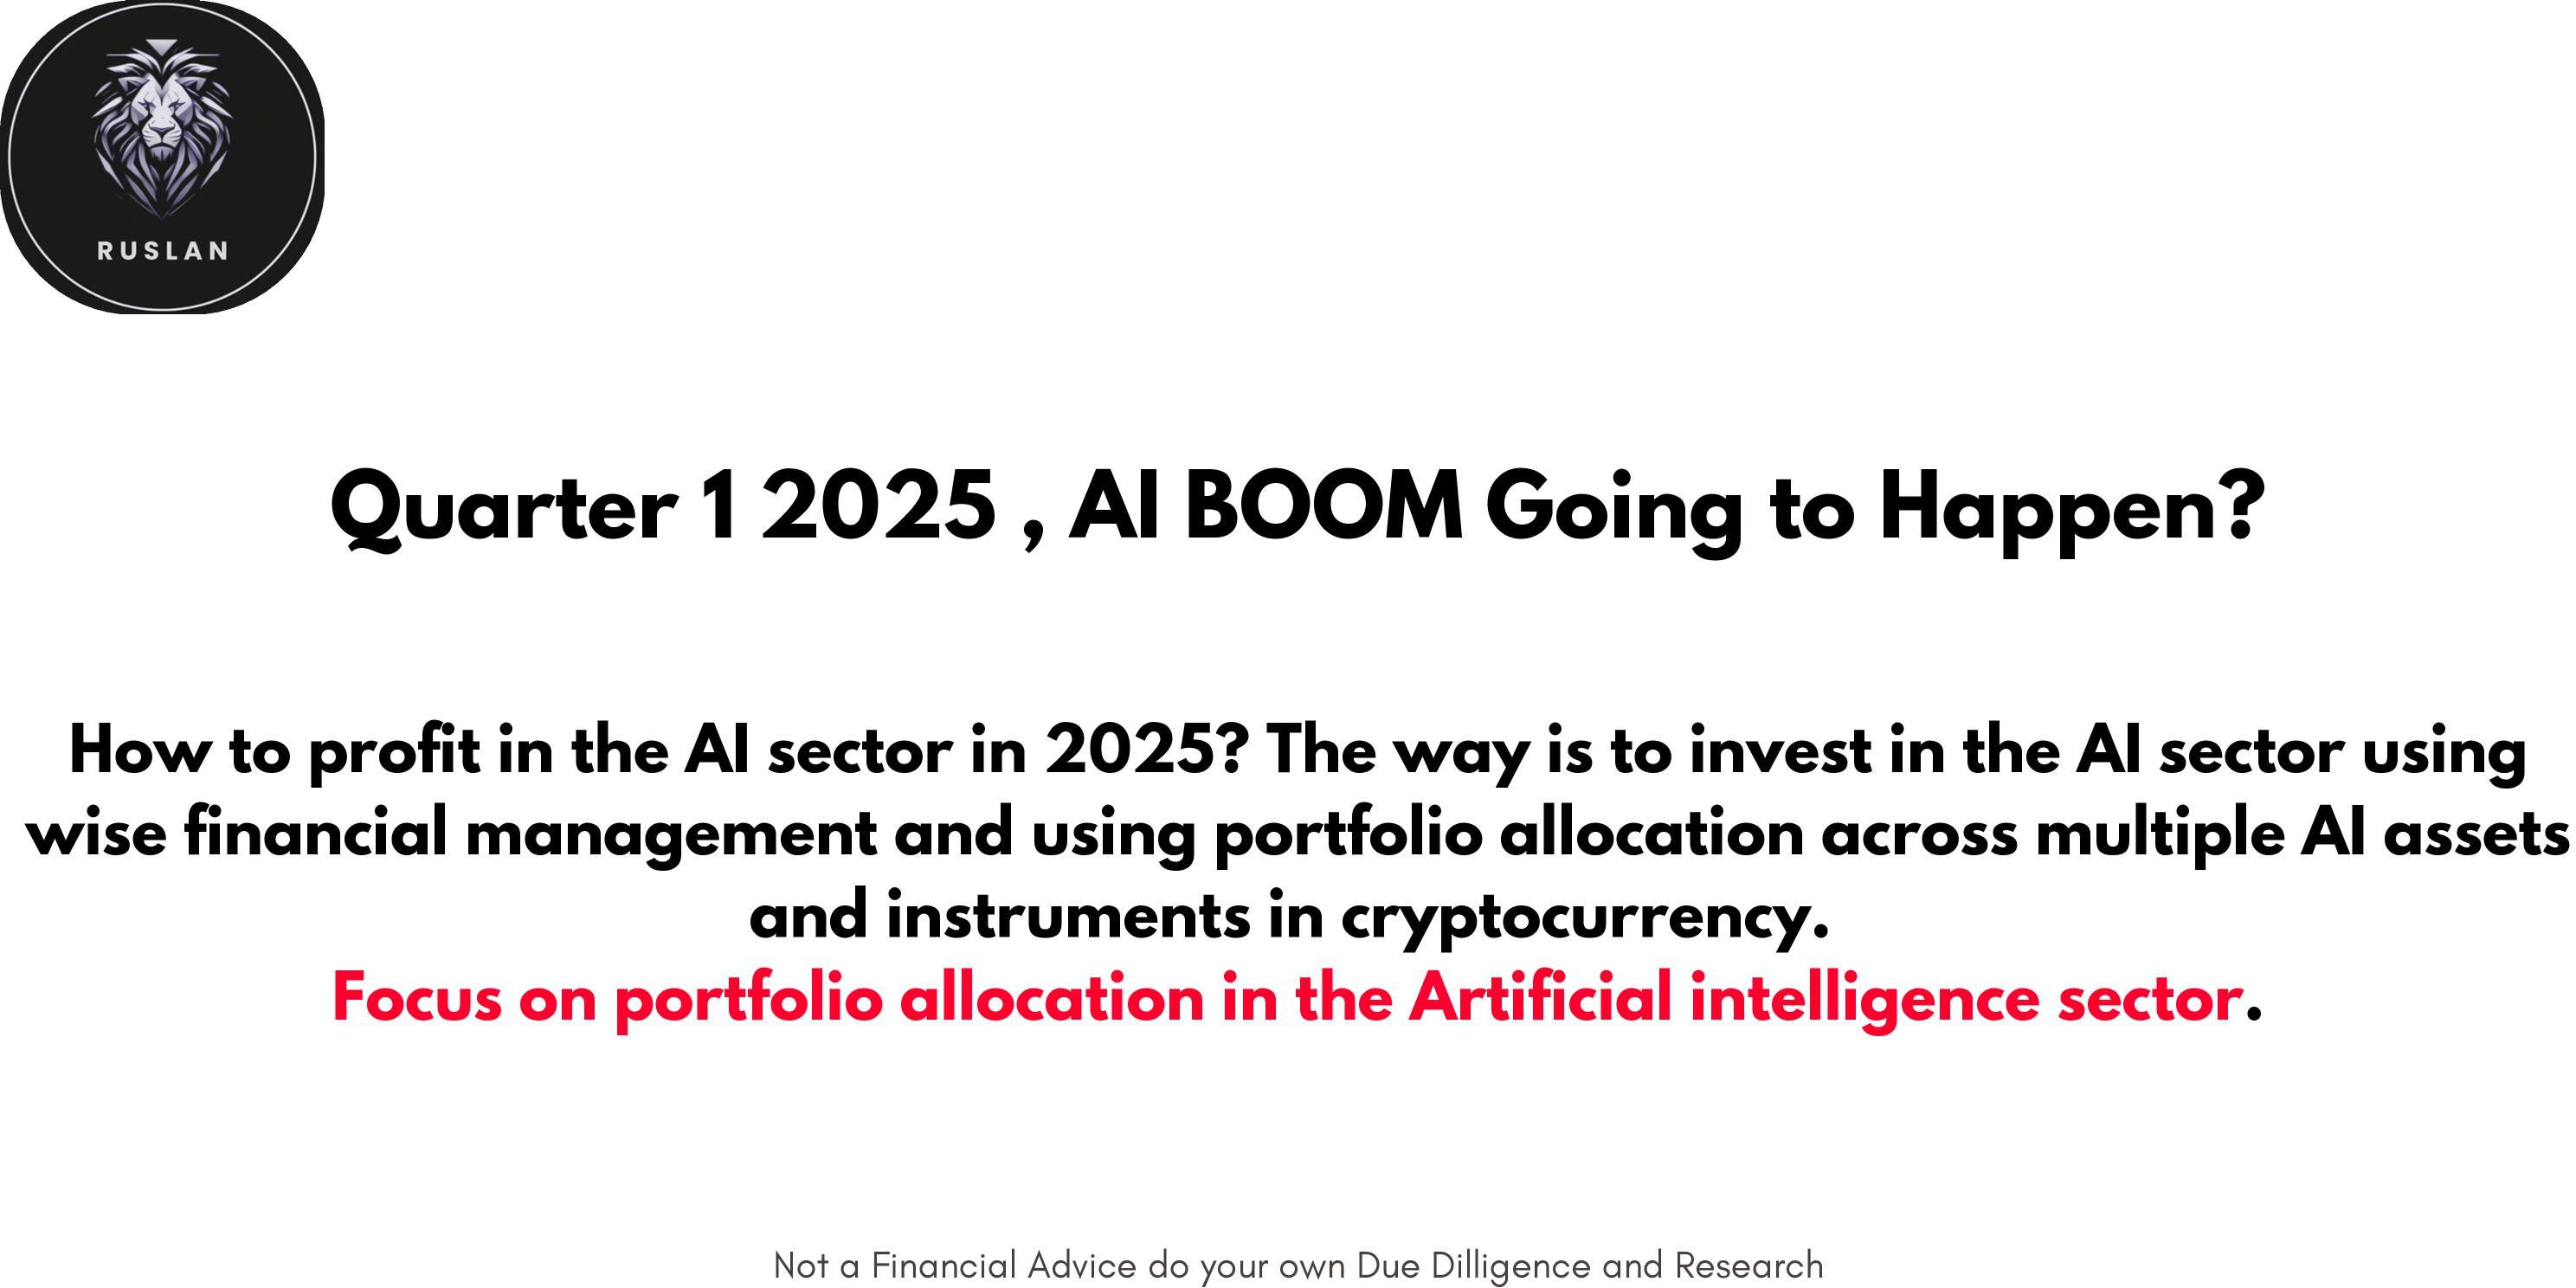 RUSLAN
Quarter 1 2025 , AI BOOM Going to Happen?
How to profit in the AI sector in 2025? The way is to invest in the AI sector using
wise financial management and using portfolio allocation across multiple AI assets
and instruments in cryptocurrency.
Focus on portfolio allocation in the Artificial intelligence sector.
Not a Financial Advice do your own Due Dilligence and Research